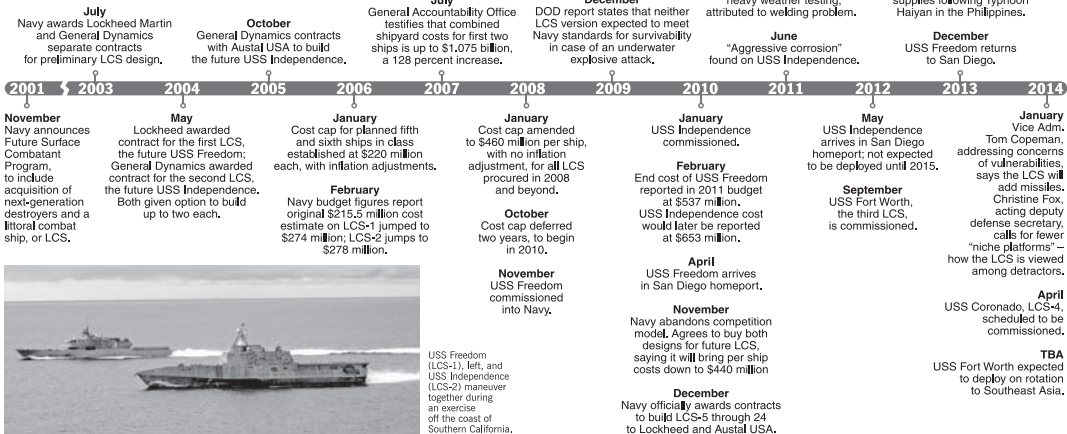 July
Navy awards Lockheed Martin
and General Dynamics
separate contracts
for preliminary LCS design.
October
General Dynamics contracts
with Austal USA to build
the future USS Independence.
July
General Accountability Office
testifies that combined
shipyard costs for first two
ships is up to $1.075 billion,
a 128 percent increase.
December
DOD report states that neither
LCS version expected to meet
Navy standards for survivability
in case of an underwater
explosive attack.
heavy weather testing,
attributed to welding problem.
June
“Aggressive corrosion”
found on USS Independence.
supplies following Typhoon
Haiyan in the Philippines.
December
USS Freedom returns
to San Diego.
2001 2003 2004 2005 2006 2007 2008 2009 2010 2011 2012 2013 2014
November
Navy announces
Future Surface
Combatant
Program,
to include
acquisition of
next-generation
destroyers and a
littoral combat
ship, or LCS.
May
Lockheed awarded
contract for the first LCS,
the future USS Freedom;
General Dynamics awarded
contract for the second LCS,
the future USS Independence.
Both given option to build
up to two each.
January
Cost cap for planned fifth
and sixth ships in class
established at $220 million
each, with inflation adjustments.
February
Navy budget figures report
original $215.5 million cost
estimate on LCS-1 jumped to
$274 million; LCS-2 jumps to
$278 million.
January
Cost cap amended
to $460 million per ship,
with no inflation
adjustment, for all LCS
procured in 2008
and beyond.
October
Cost cap deferred
two years, to begin
in 2010.
November
USS Freedom
commissioned
into Navy.
January
USS Independence
commissioned.
February
End cost of USS Freedom
reported in 2011 budget
at $537 million.
USS Independence cost
would later be reported
at $653 million.
April
USS Freedom arrives
in San Diego homeport.
November
Navy abandons competition
model. Agrees to buy both
designs for future LCS,
saying it will bring per ship
costs down to $440 million
December
Navy officially awards contracts
to build LCS-5 through 24
to Lockheed and Austal USA.
May
USS Independence
arrives in San Diego
homeport; not expected
to be deployed until 2015.
September
USS Fort Worth,
the third LCS,
is commissioned.
January
Vice Adm.
Tom Copeman,
addressing concerns
of vulnerabilities,
says the LCS will
add missiles.
Christine Fox,
acting deputy
defense secretary,
calls for fewer
“niche platforms” –
how the LCS is viewed
among detractors.
April
USS Coronado, LCS-4,
scheduled to be
commissioned.
TBA
USS Fort Worth expected
to deploy on rotation
to Southeast Asia.
USS Freedom
(LCS-1), left, and
USS Independence
(LCS-2) maneuver
together during
an exercise
off the coast of
Southern California.